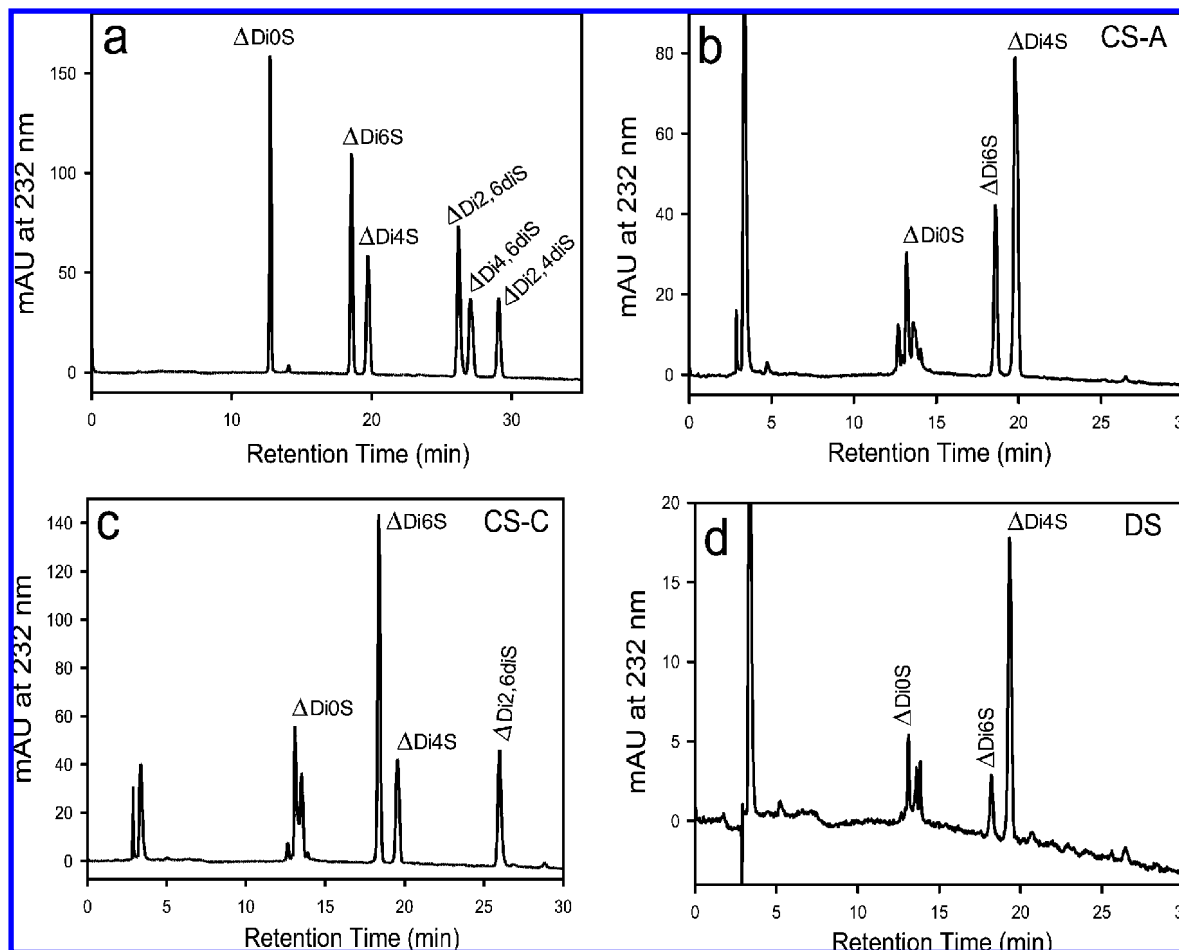 a
ΔDi0S
ΔDi6S
ΔDi4S
ΔDi2,6diS
ΔDi4,6diS
ΔDi2,4diS
mAU at 232 nm
150
100
50
0
0 10 20 30
Retention Time (min)
b
CS-A
ΔDi4S
ΔDi6S
ΔDi0S
mAU at 232 nm
80
60
40
20
0
0 5 10 15 20 25 30
Retention Time (min)
c
CS-C
ΔDi6S
ΔDi0S
ΔDi4S
ΔDi2,6diS
mAU at 232 nm
140
120
100
80
60
40
20
0
0 5 10 15 20 25 30
Retention Time (min)
d
DS
ΔDi4S
ΔDi0S
ΔDi6S
mAU at 232 nm
20
15
10
5
0
0 5 10 15 20 25 30
Retention Time (min)